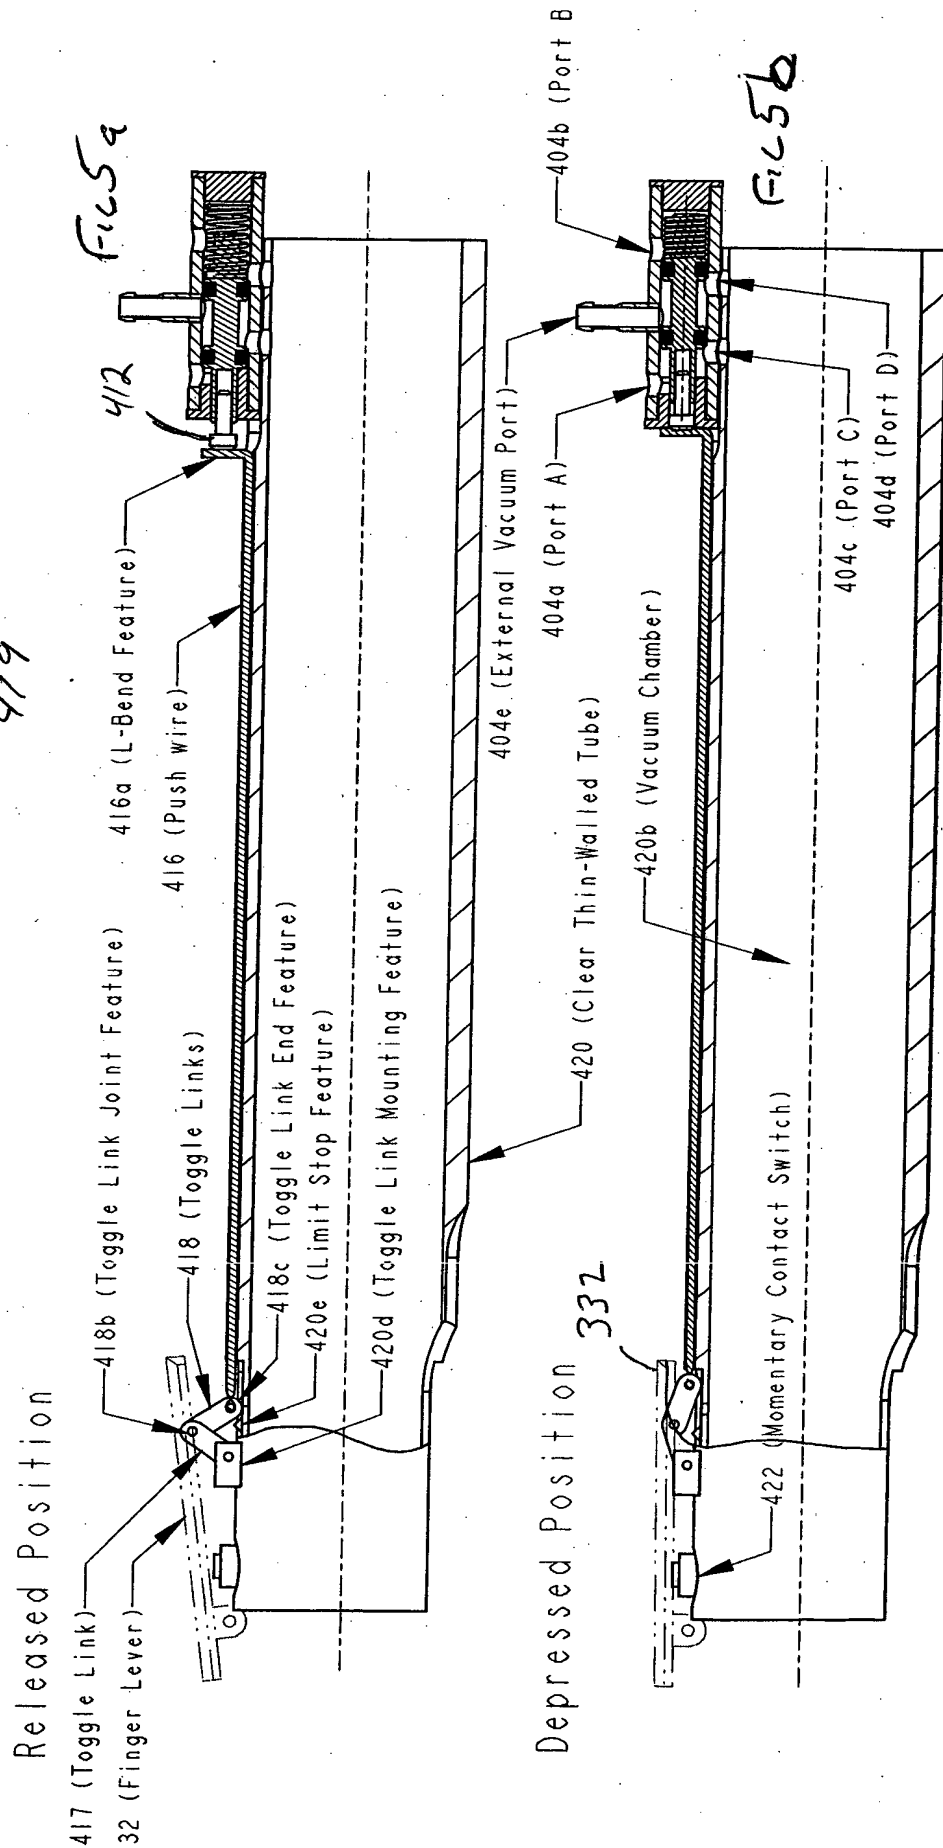 419
Released Position
Fig 5a
417 (Toggle Link)
32 (Finger Lever)
418b (Toggle Link Joint Feature)
418 (Toggle Links)
418c (Toggle Link End Feature)
420e (Limit Stop Feature)
420d (Toggle Link Mounting Feature)
416a (L-Bend Feature)
416 (Push wire)
412
420 (Clear Thin-Walled Tube)
Depressed Position
Fig 5b
332
422 (Momentary Contact Switch)
420b (Vacuum Chamber)
404e (External Vacuum Port)
404a (Port A)
404b (Port B
404c (Port C)
404d (Port D)